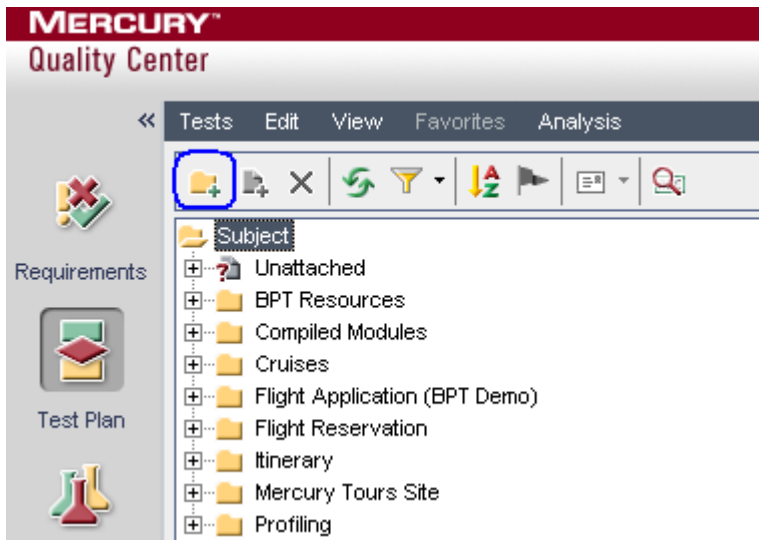 MERCURY™
Quality Center
«
Tests Edit View Favorites Analysis
Subject
Unattached
Requirements
BPT Resources
Compiled Modules
Cruises
Flight Application (BPT Demo)
Test Plan
Flight Reservation
Itinerary
Mercury Tours Site
Profiling